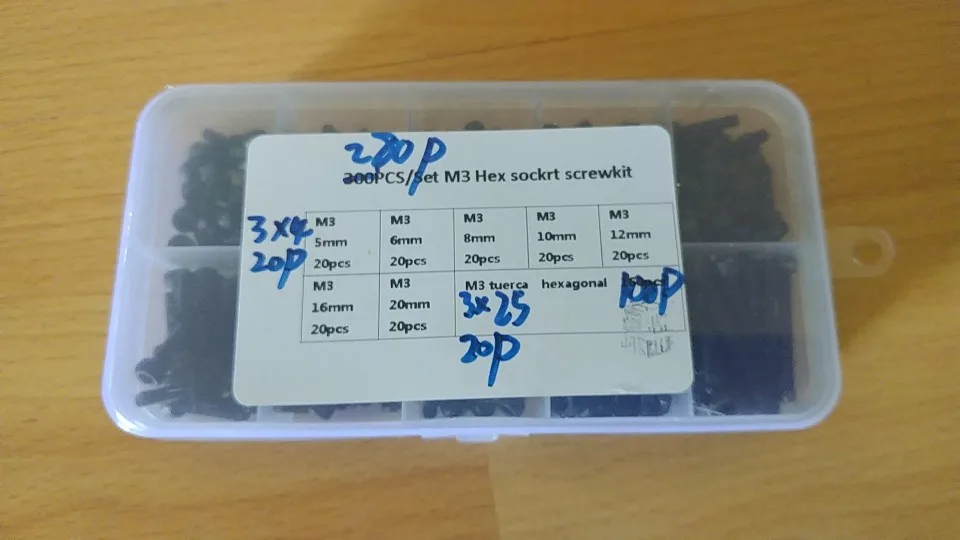 280p
300PCS/Set M3 Hex sockrt screwkit
3x4
20p
M3 M3 M3 M3 M3
5mm 6mm 8mm 10mm 12mm
20pcs 20pcs 20pcs 20pcs 20pcs
M3 M3 M3 tuerca hexagonal 100p
16mm 20mm 3x25
20pcs 20pcs 20p